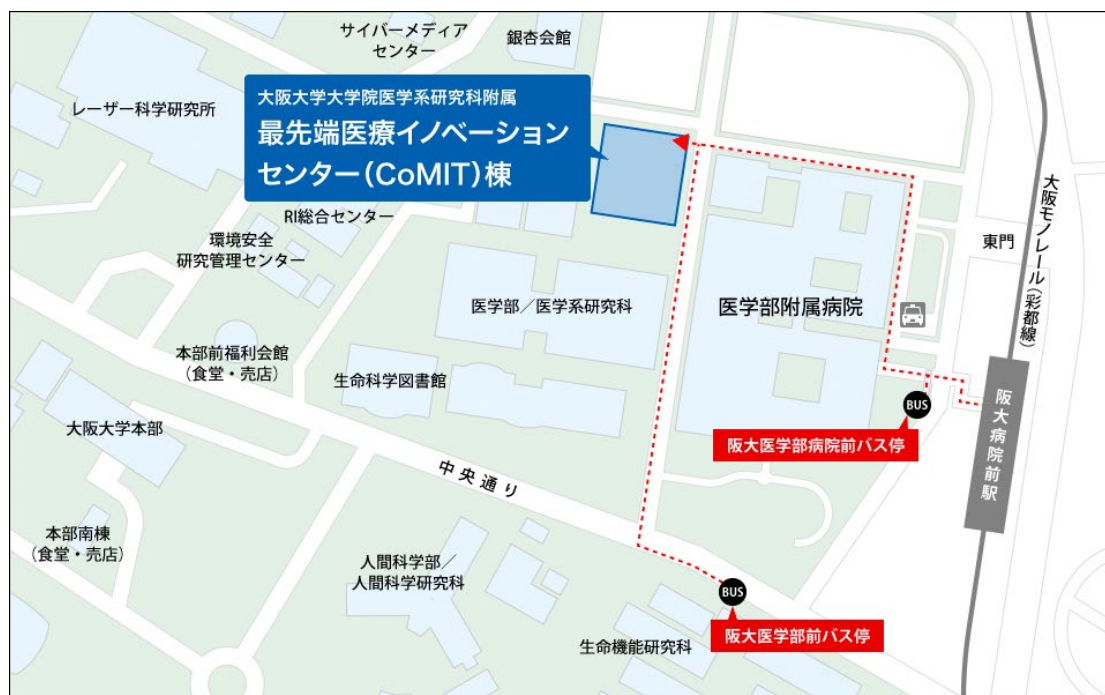 サイバーメディア
センター
銀杏会館
レーザー科学研究所
大阪大学大学院医学系研究科附属
最先端医療イノベーション
センター(CoMIT)棟
RI総合センター
環境安全
研究管理センター
東門
大阪モノレール(彩都線)
医学部/医学系研究科
医学部附属病院
本部前福利会館
(食堂・売店)
生命科学図書館
阪大病院前駅
BUS
阪大医学部病院前バス停
大阪大学本部
中央通り
本部南棟
(食堂・売店)
人間科学部/
人間科学研究科
BUS
阪大医学部前バス停
生命機能研究科